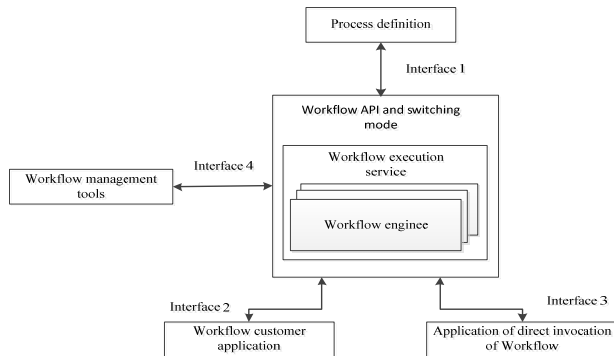 Process definition
Interface 1
Workflow API and switching
mode
Workflow execution
service
Interface 4
Workflow management
tools
Workflow enginee
Interface 2
Interface 3
Workflow customer
application
Application of direct invocation
of Workflow